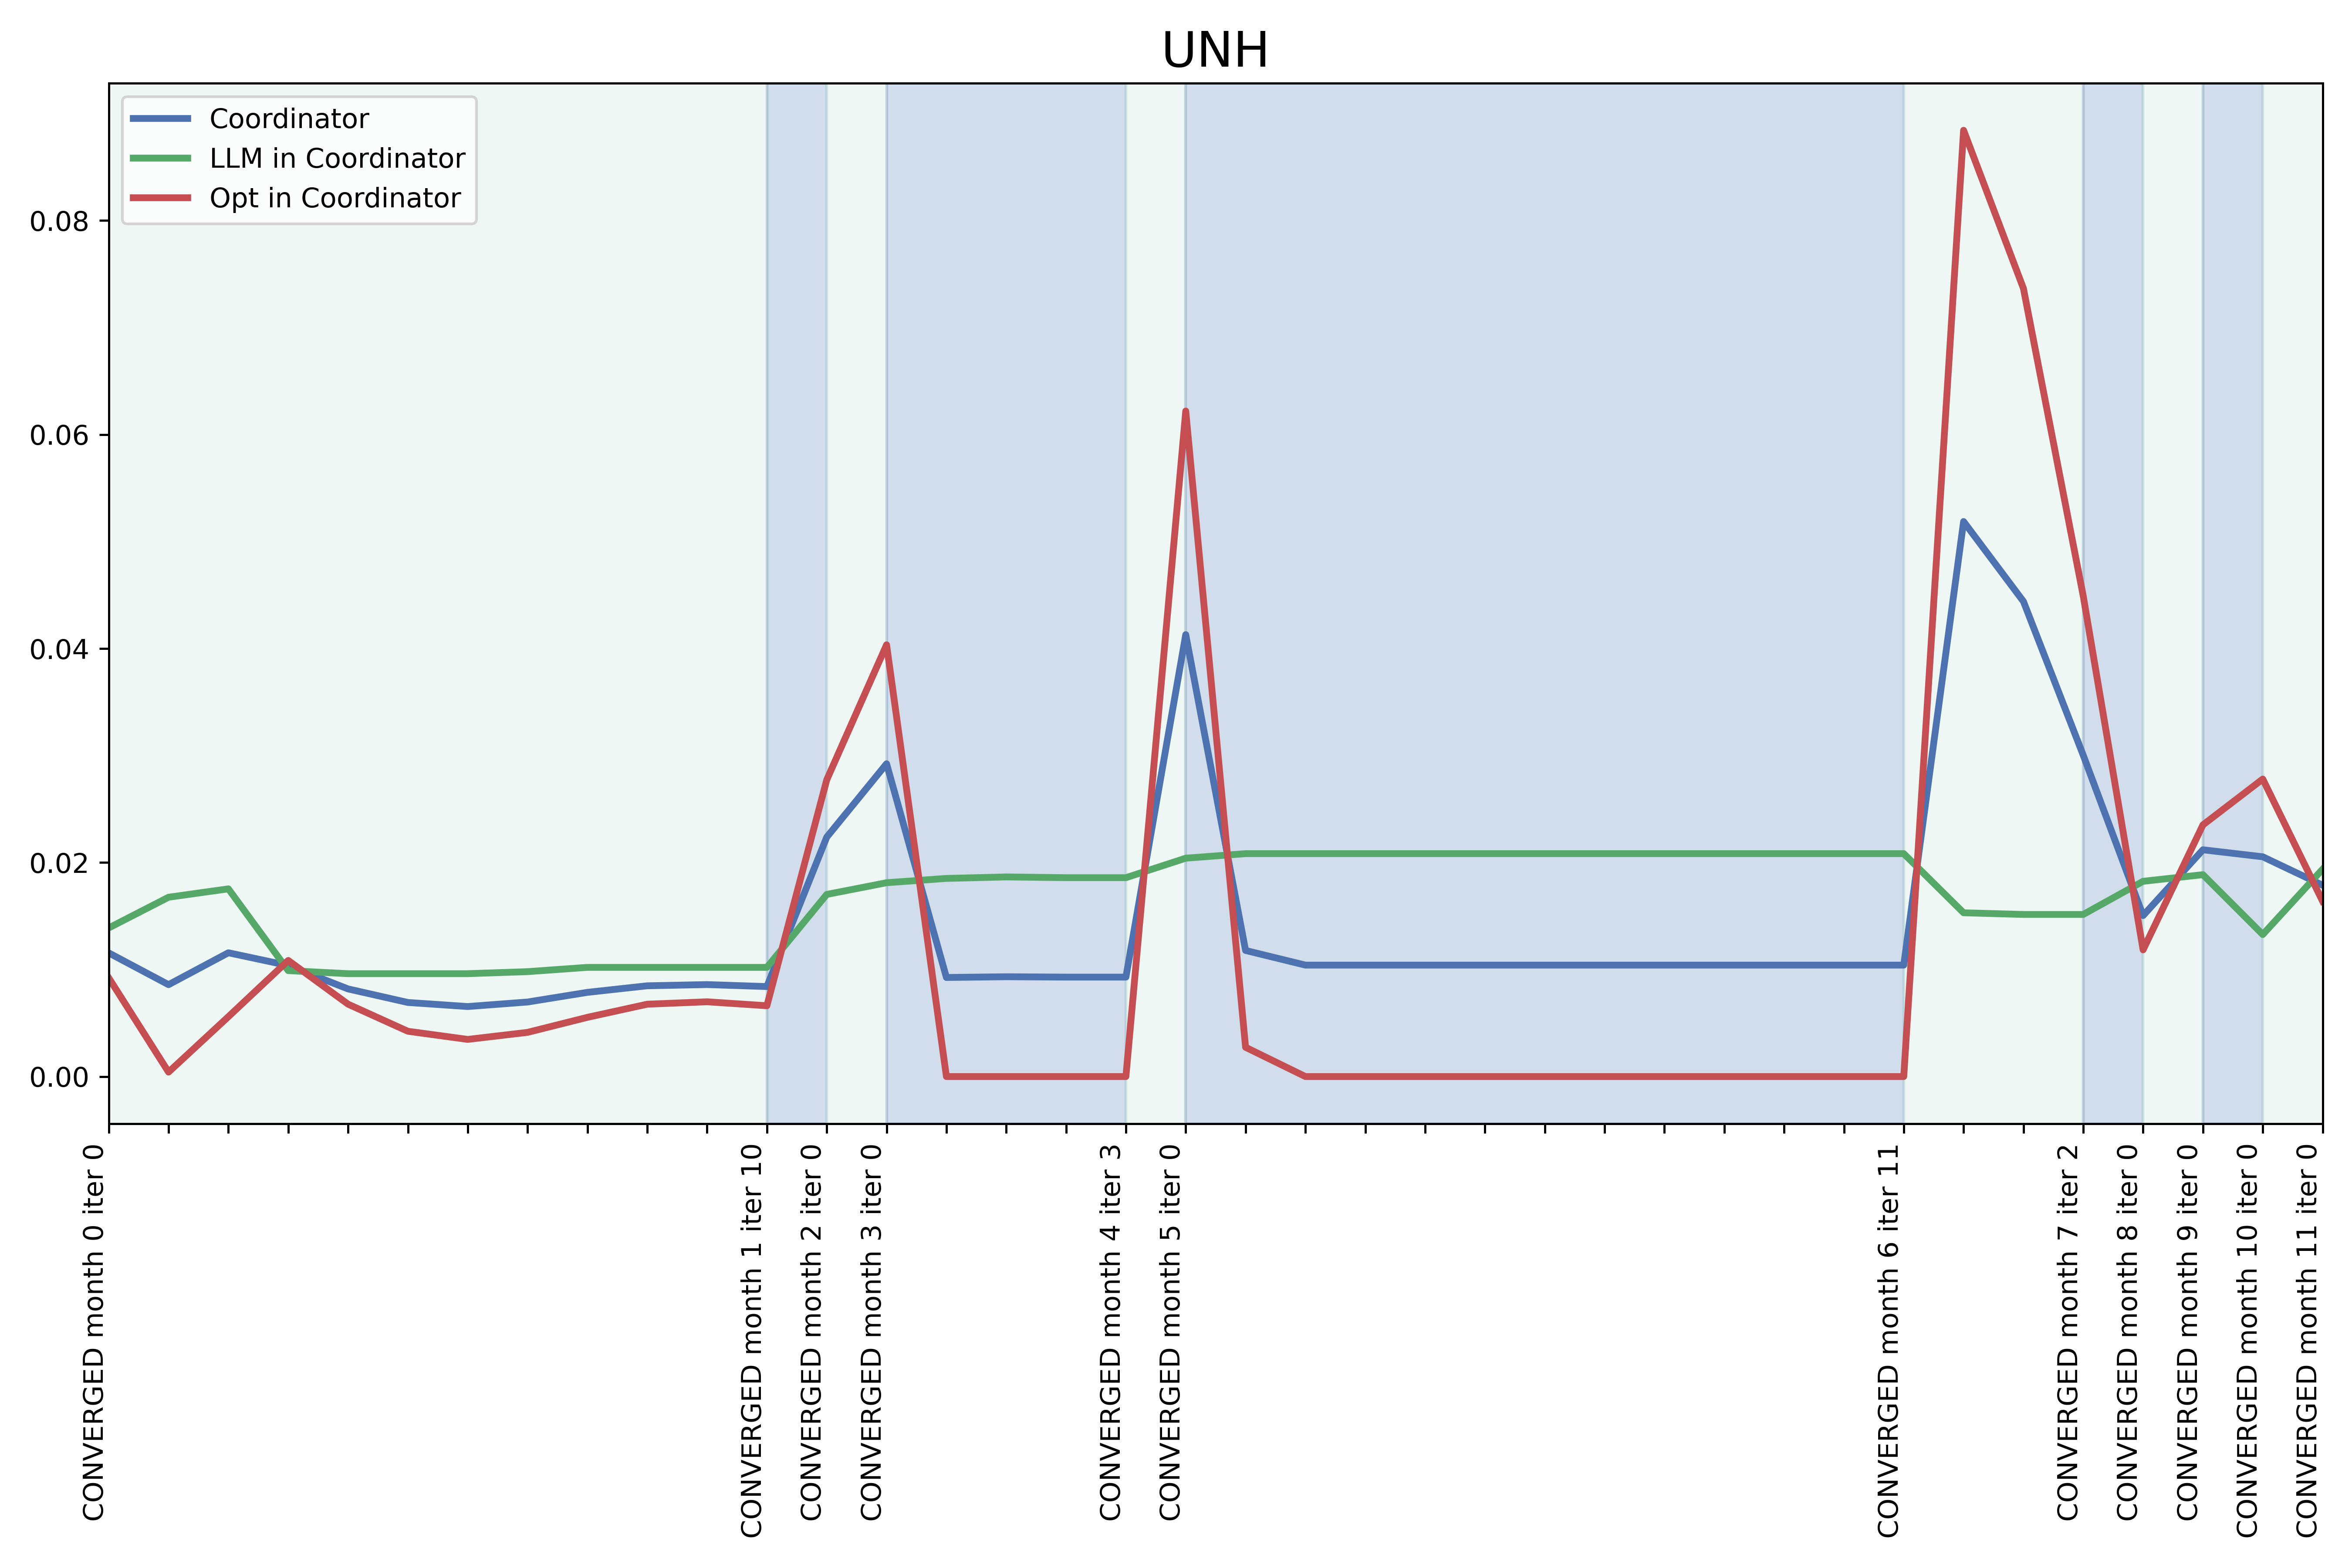 UNH
Coordinator
LLM in Coordinator
Opt in Coordinator
0.08
0.06
0.04
0.02
0.00
CONVERGED month 0 iter 0
CONVERGED month 1 iter 10
CONVERGED month 2 iter 0
CONVERGED month 3 iter 0
CONVERGED month 4 iter 3
CONVERGED month 5 iter 0
CONVERGED month 6 iter 11
CONVERGED month 7 iter 2
CONVERGED month 8 iter 0
CONVERGED month 9 iter 0
CONVERGED month 10 iter 0
CONVERGED month 11 iter 0